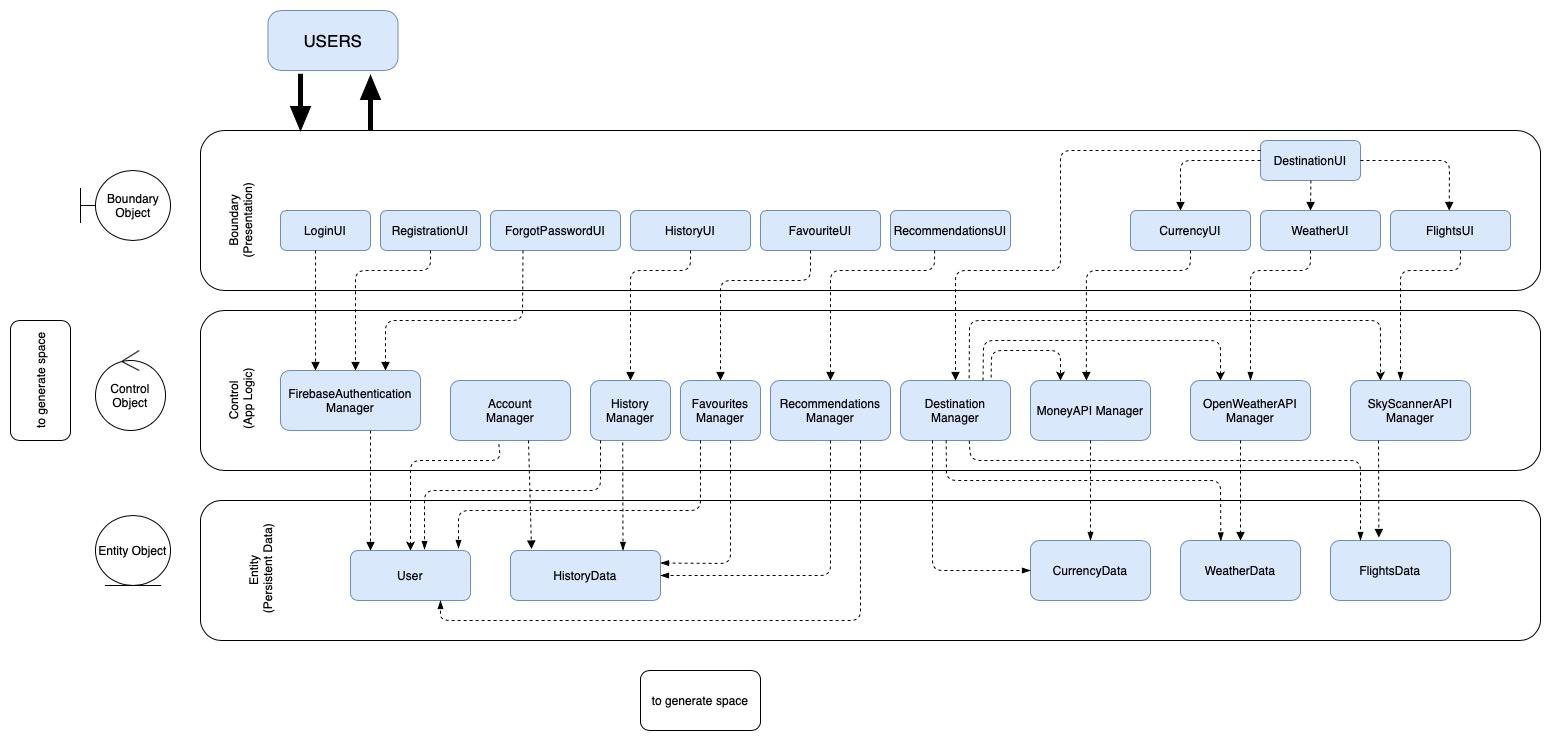 USERS
Boundary
Object
Boundary
(Presentation)
DestinationUI
LoginUI
RegistrationUI
ForgotPasswordUI
HistoryUI
FavouriteUI
RecommendationsUI
CurrencyUI
WeatherUI
FlightsUI
to generate space
Control
Object
Control
(App Logic)
FirebaseAuthentication
Manager
Account
Manager
History
Manager
Favourites
Manager
Recommendations
Manager
Destination
Manager
MoneyAPI Manager
OpenWeatherAPI
Manager
SkyScannerAPI
Manager
Entity Object
Entity
(Persistent Data)
User
HistoryData
CurrencyData
WeatherData
FlightsData
to generate space